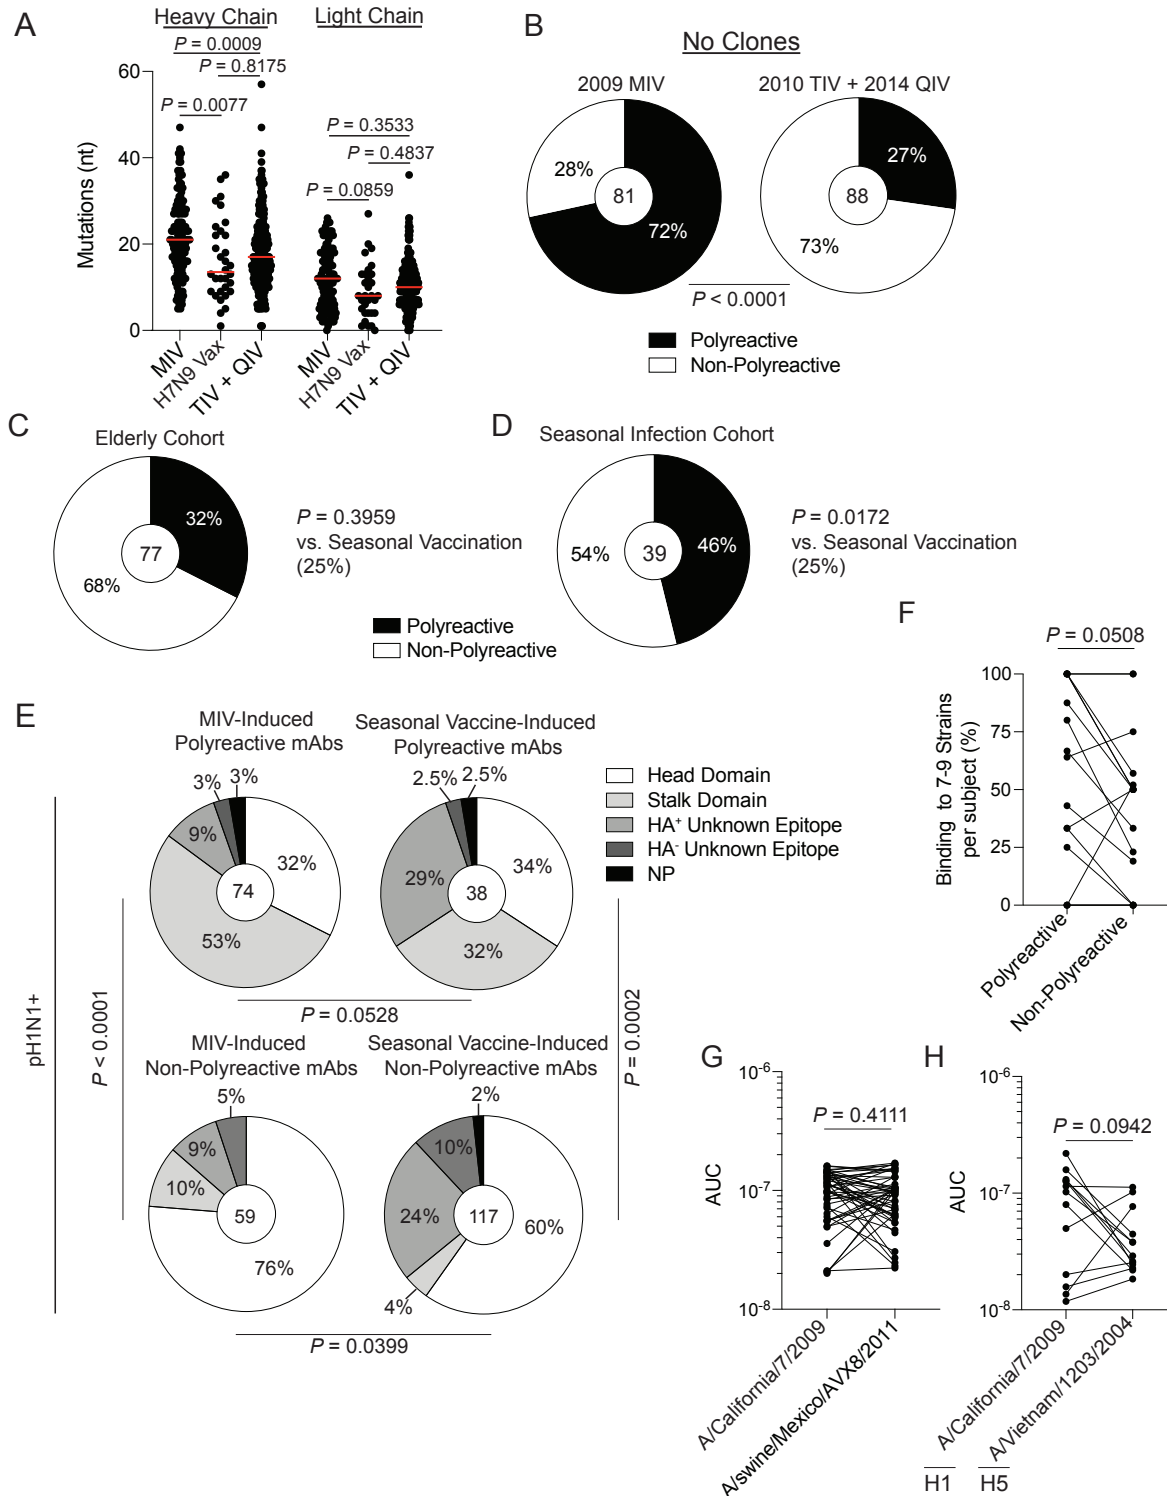 A
Heavy Chain
Light Chain
P = 0.0009
P = 0.8175
P = 0.0077
P = 0.3533
P = 0.4837
P = 0.0859
Mutations (nt)
60
40
20
0
MIV
H7N9 Vax
TIV + QIV
MIV
H7N9 Vax
TIV + QIV
B
No Clones
2009 MIV
2010 TIV + 2014 QIV
28%
81
72%
27%
88
73%
P < 0.0001
Polyreactive
Non-Polyreactive
C
Elderly Cohort
32%
77
68%
P = 0.3959
vs. Seasonal Vaccination
(25%)
Polyreactive
Non-Polyreactive
D
Seasonal Infection Cohort
54%
39
46%
P = 0.0172
vs. Seasonal Vaccination
(25%)
E
pH1N1+
MIV-Induced
Polyreactive mAbs
3%
3%
9%
32%
74
53%
Seasonal Vaccine-Induced
Polyreactive mAbs
2.5%
2.5%
29%
34%
38
32%
Head Domain
Stalk Domain
HA+ Unknown Epitope
HA- Unknown Epitope
NP
P < 0.0001
P = 0.0528
P = 0.0002
MIV-Induced
Non-Polyreactive mAbs
5%
9%
10%
59
76%
Seasonal Vaccine-Induced
Non-Polyreactive mAbs
2%
10%
24%
117
60%
4%
P = 0.0399
F
P = 0.0508
Binding to 7-9 Strains
per subject (%)
100
75
50
25
0
Polyreactive
Non-Polyreactive
G
P = 0.4111
AUC
10-6
10-7
10-8
A/California/7/2009
A/swine/Mexico/AVX8/2011
H
P = 0.0942
AUC
10-6
10-7
10-8
A/California/7/2009
A/Vietnam/1203/2004
H1
H5